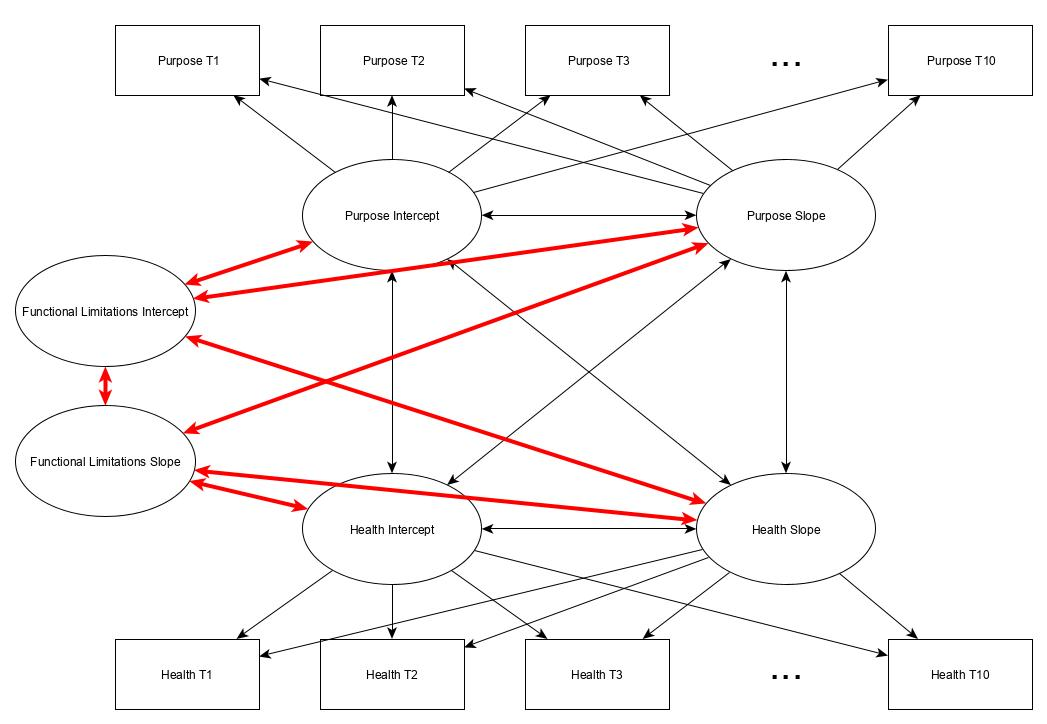 Purpose T1
Purpose T2
Purpose T3
...
Purpose T10
Purpose Intercept
Purpose Slope
Functional Limitations Intercept
Functional Limitations Slope
Health Intercept
Health Slope
Health T1
Health T2
Health T3
...
Health T10